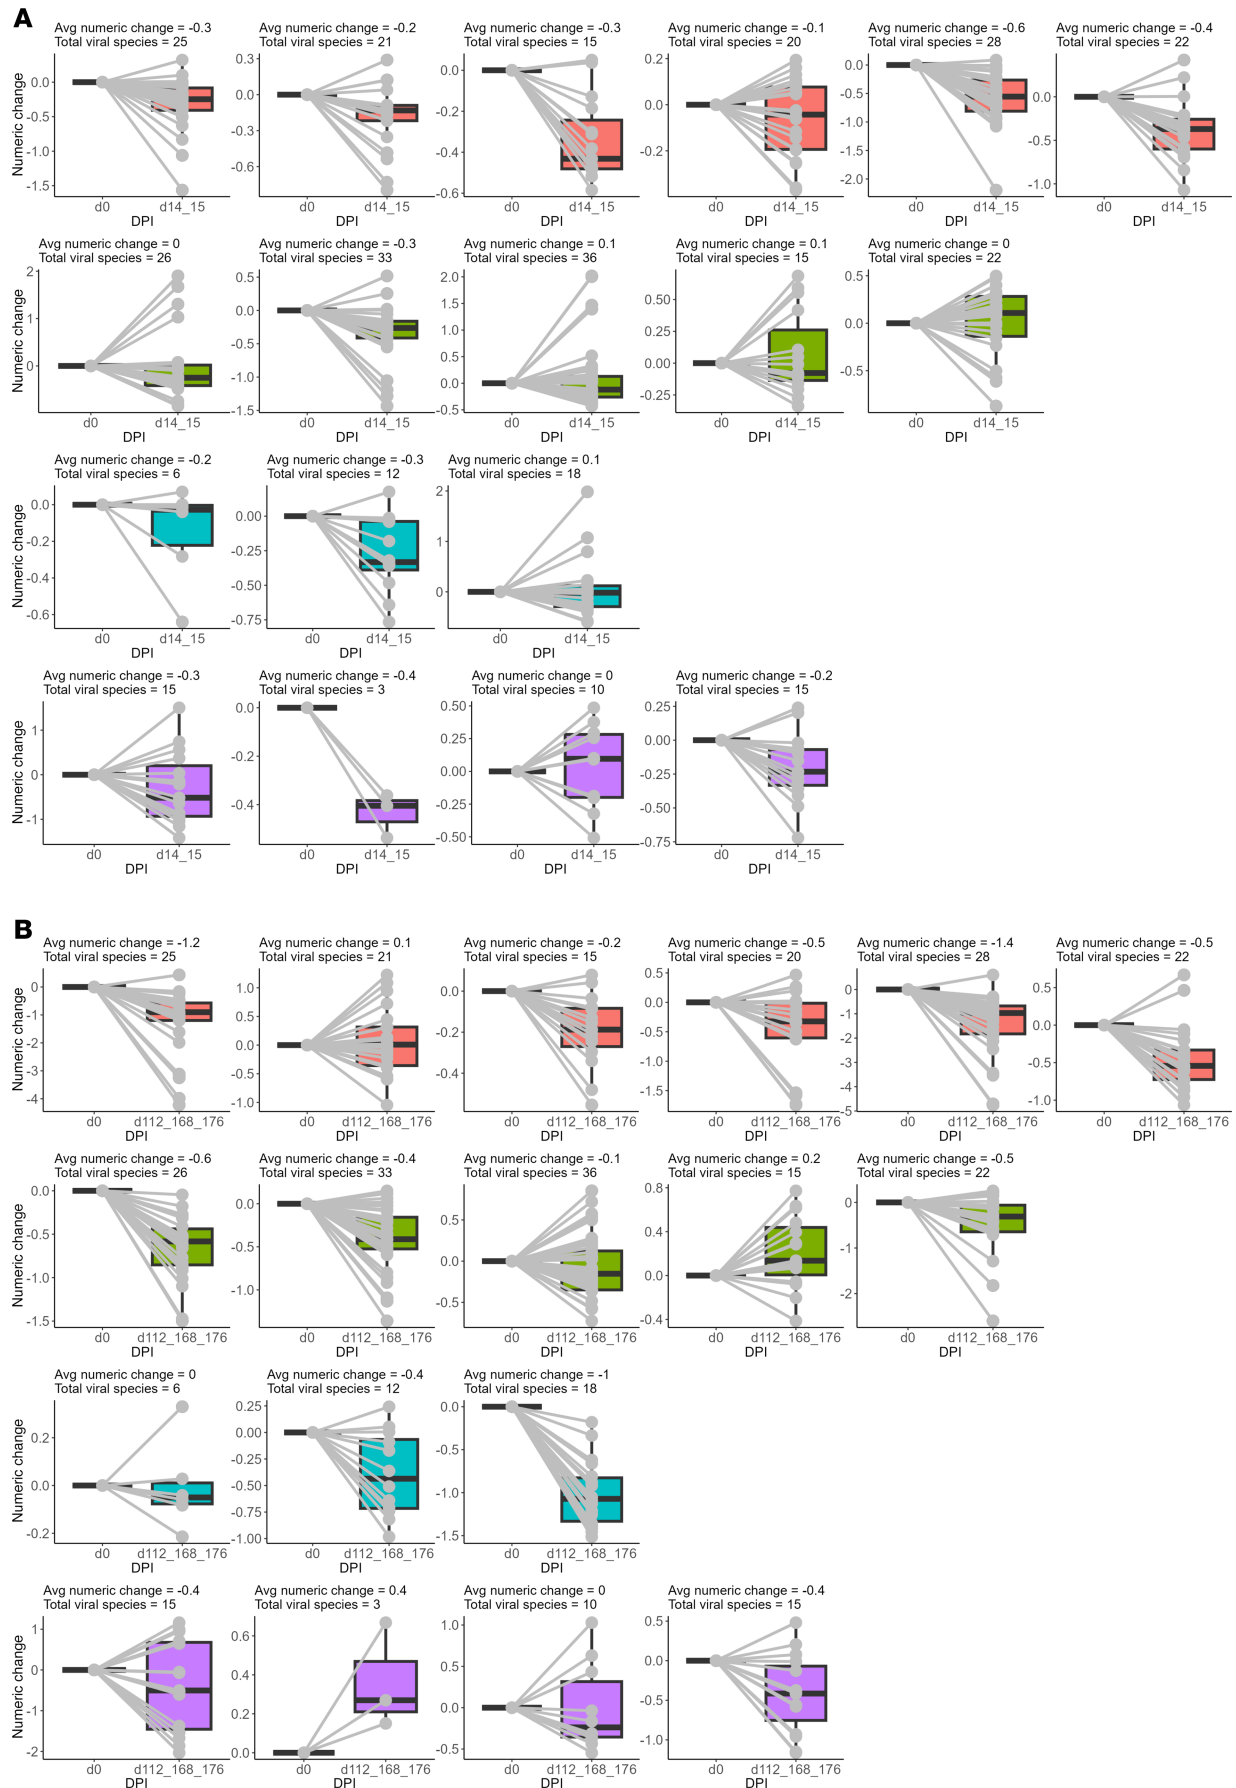 A
Avg numeric change = -0.3
Total viral species = 25
Avg numeric change = -0.2
Total viral species = 21
Avg numeric change = -0.3
Total viral species = 15
Avg numeric change = -0.1
Total viral species = 20
Avg numeric change = -0.6
Total viral species = 28
Avg numeric change = -0.4
Total viral species = 22
Numeric change
0.0
-0.5
-1.0
-1.5
d0 d14_15
DPI
0.3
0.0
-0.3
-0.6
d0 d14_15
DPI
0.0
-0.2
-0.4
-0.6
d0 d14_15
DPI
0.2
0.0
-0.2
d0 d14_15
DPI
0.0
-0.5
-1.0
-1.5
-2.0
d0 d14_15
DPI
0.0
-0.5
-1.0
d0 d14_15
DPI
Avg numeric change = 0
Total viral species = 26
Avg numeric change = -0.3
Total viral species = 33
Avg numeric change = 0.1
Total viral species = 36
Avg numeric change = 0.1
Total viral species = 15
Avg numeric change = 0
Total viral species = 22
Numeric change
2
1
0
d0 d14_15
DPI
0.5
0.0
-0.5
-1.0
-1.5
d0 d14_15
DPI
2.0
1.5
1.0
0.5
0.0
-0.5
d0 d14_15
DPI
0.50
0.25
0.00
-0.25
d0 d14_15
DPI
0.5
0.0
-0.5
d0 d14_15
DPI
Avg numeric change = -0.2
Total viral species = 6
Avg numeric change = -0.3
Total viral species = 12
Avg numeric change = 0.1
Total viral species = 18
Numeric change
0.0
-0.2
-0.4
-0.6
d0 d14_15
DPI
0.00
-0.25
-0.50
-0.75
d0 d14_15
DPI
2
1
0
d0 d14_15
DPI
Avg numeric change = -0.3
Total viral species = 15
Avg numeric change = -0.4
Total viral species = 3
Avg numeric change = 0
Total viral species = 10
Avg numeric change = -0.2
Total viral species = 15
Numeric change
1
0
-1
d0 d14_15
DPI
0.0
-0.4
d0 d14_15
DPI
0.50
0.25
0.00
-0.25
-0.50
d0 d14_15
DPI
0.25
0.00
-0.25
-0.50
-0.75
d0 d14_15
DPI
B
Avg numeric change = -1.2
Total viral species = 25
Avg numeric change = 0.1
Total viral species = 21
Avg numeric change = -0.2
Total viral species = 15
Avg numeric change = -0.5
Total viral species = 20
Avg numeric change = -1.4
Total viral species = 28
Avg numeric change = -0.5
Total viral species = 22
Numeric change
0
-1
-2
-3
-4
d0 d112_168_176
DPI
1.0
0.5
0.0
-0.5
-1.0
d0 d112_168_176
DPI
0.0
-0.2
-0.4
d0 d112_168_176
DPI
0.5
0.0
-0.5
-1.0
-1.5
d0 d112_168_176
DPI
0
-1
-2
-3
-4
-5
d0 d112_168_176
DPI
0.5
0.0
-0.5
-1.0
d0 d112_168_176
DPI
Avg numeric change = -0.6
Total viral species = 26
Avg numeric change = -0.4
Total viral species = 33
Avg numeric change = -0.1
Total viral species = 36
Avg numeric change = 0.2
Total viral species = 15
Avg numeric change = -0.5
Total viral species = 22
Numeric change
0.0
-0.5
-1.0
-1.5
d0 d112_168_176
DPI
0.0
-0.5
-1.0
d0 d112_168_176
DPI
0.5
0.0
-0.5
d0 d112_168_176
DPI
0.8
0.4
0.0
-0.4
d0 d112_168_176
DPI
0
-1
-2
d0 d112_168_176
DPI
Avg numeric change = 0
Total viral species = 6
Avg numeric change = -0.4
Total viral species = 12
Avg numeric change = -1
Total viral species = 18
Numeric change
0.2
0.0
-0.2
d0 d112_168_176
DPI
0.25
0.00
-0.25
-0.50
-0.75
-1.00
d0 d112_168_176
DPI
0.0
-0.5
-1.0
-1.5
d0 d112_168_176
DPI
Avg numeric change = -0.4
Total viral species = 15
Avg numeric change = 0.4
Total viral species = 3
Avg numeric change = 0
Total viral species = 10
Avg numeric change = -0.4
Total viral species = 15
Numeric change
1
0
-1
-2
d0 d112_168_176
DPI
0.6
0.4
0.2
0.0
d0 d112_168_176
DPI
1.0
0.5
0.0
-0.5
d0 d112_168_176
DPI
0.5
0.0
-0.5
-1.0
d0 d112_168_176
DPI